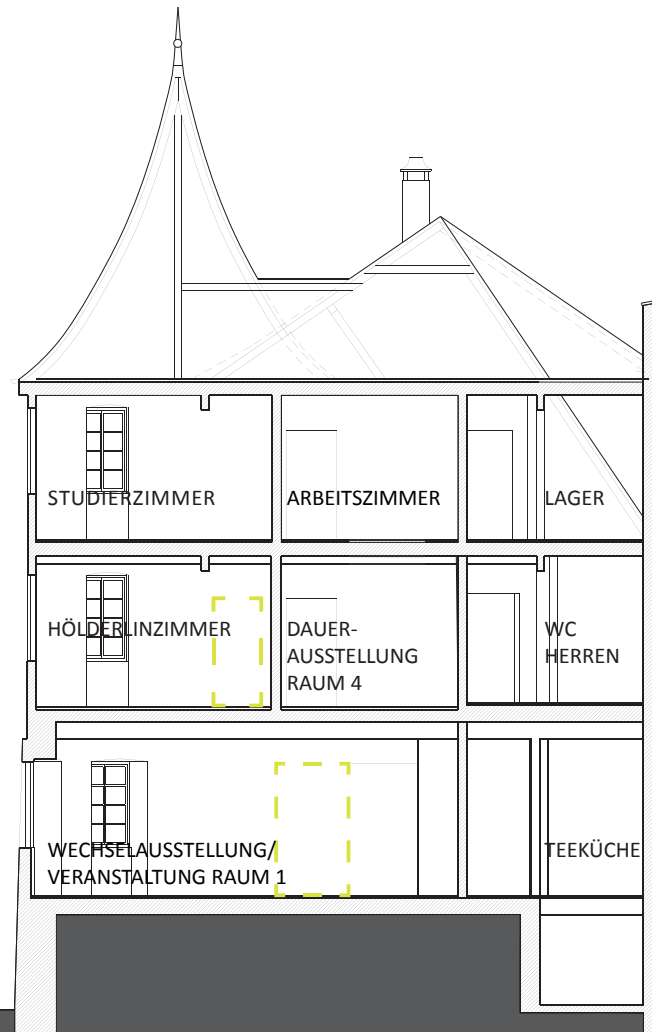 STUDIERZIMMER
ARBEITSZIMMER
LAGER
HÖLDERLINZIMMER
DAUER-
AUSSTELLUNG
RAUM 4
WC
HERREN
WECHSELAUSSTELLUNG/
VERANSTALTUNG RAUM 1
TEEKÜCHE